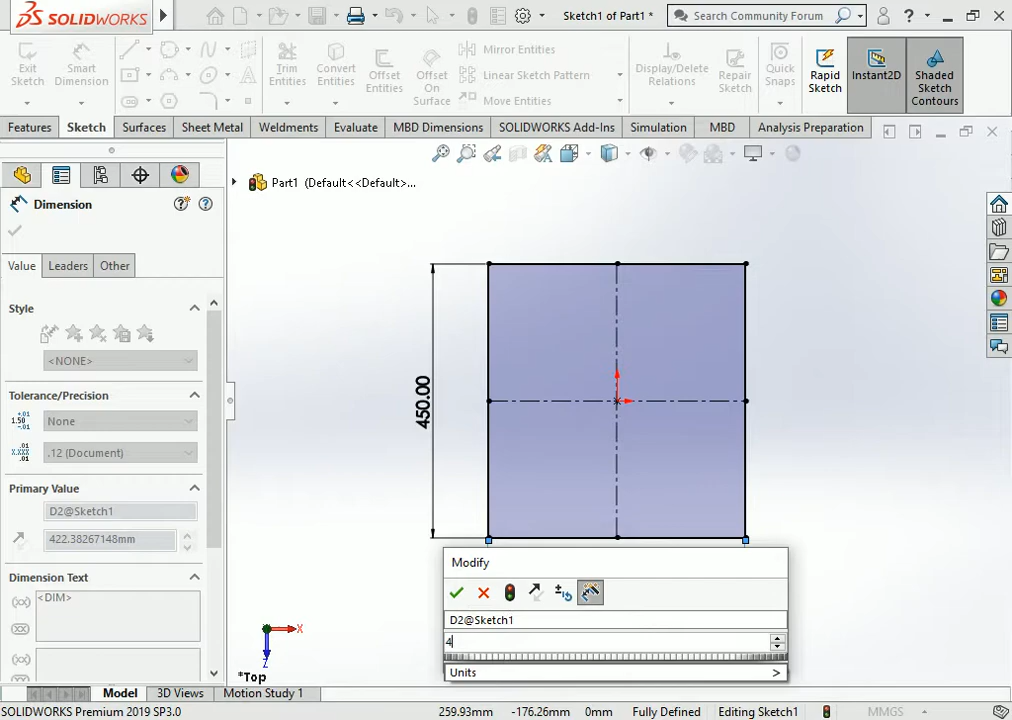 SOLIDWORKS
Sketch1 of Part1 *
Search Community Forum
?
Exit Sketch
Smart Dimension
Trim Entities
Convert Entities
Offset Entities
Offset On Surface
Mirror Entities
Linear Sketch Pattern
Move Entities
Display/Delete Relations
Repair Sketch
Quick Snaps
Rapid Sketch
Instant2D
Shaded Sketch Contours
Features
Sketch
Surfaces
Sheet Metal
Weldments
Evaluate
MBD Dimensions
SOLIDWORKS Add-Ins
Simulation
MBD
Analysis Preparation
Part1 (Default<<Default>...
Dimension
Value
Leaders
Other
Style
<NONE>
Tolerance/Precision
None
.12 (Document)
Primary Value
D2@Sketch1
422.38267148mm
Dimension Text
<DIM>
450.00
Modify
D2@Sketch1
4
Units
X
Z
*Top
Model
3D Views
Motion Study 1
SOLIDWORKS Premium 2019 SP3.0
259.93mm
-176.26mm
0mm
Fully Defined
Editing Sketch1
MMGS